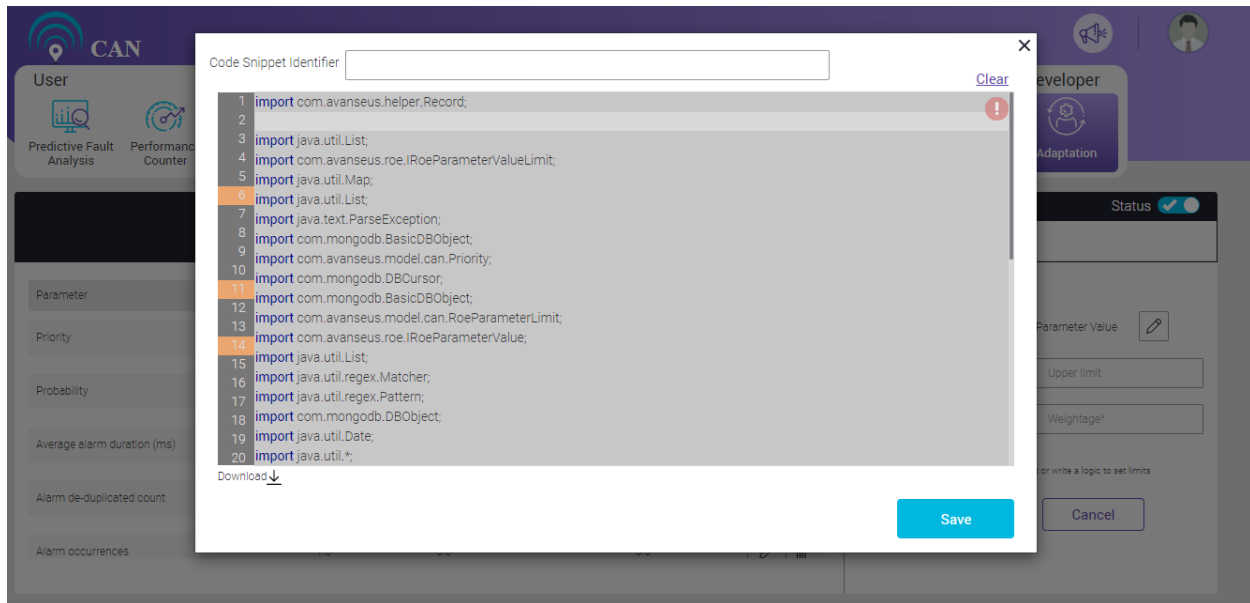 CAN
User
Predictive Fault
Analysis
Performanc
Counter
eveloper
Adaptation
Code Snippet Identifier
Clear
1 import com.avanseus.helper.Record;
2
3 import java.util.List;
4 import com.avanseus.roe.IRoeParameterValueLimit;
5 import java.util.Map;
6 import java.util.List;
7 import java.text.ParseException;
8 import com.mongodb.BasicDBObject;
9 import com.avanseus.model.can.Priority;
10 import com.mongodb.DBCursor;
11 import com.mongodb.BasicDBObject;
12 import com.avanseus.model.can.RoeParameterLimit;
13 import com.avanseus.roe.IRoeParameterValue;
14 import java.util.List;
15 import java.util.regex.Matcher;
16 import java.util.regex.Pattern;
17 import com.mongodb.DBObject;
18 import java.util.Date;
19 import java.util.*;
20
Download
Save
Status
Parameter
Priority
Probability
Average alarm duration (ms)
Alarm de-duplicated count
Alarm occurrences
Parameter Value
Upper limit
Weightage*
or write a logic to set limits
Cancel